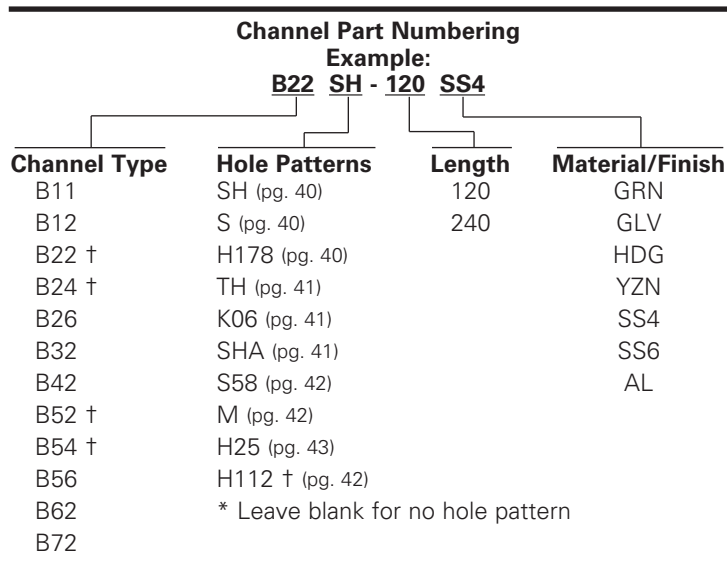 Channel Part Numbering
Example:
B22 SH - 120 SS4
Channel Type Hole Patterns Length Material/Finish
B11 SH (pg. 40) 120 GRN
B12 S (pg. 40) 240 GLV
B22 † H178 (pg. 40) HDG
B24 † TH (pg. 41) YZN
B26 K06 (pg. 41) SS4
B32 SHA (pg. 41) SS6
B42 S58 (pg. 42) AL
B52 † M (pg. 42)
B54 † H25 (pg. 43)
B56 H112 † (pg. 42)
B62 * Leave blank for no hole pattern
B72